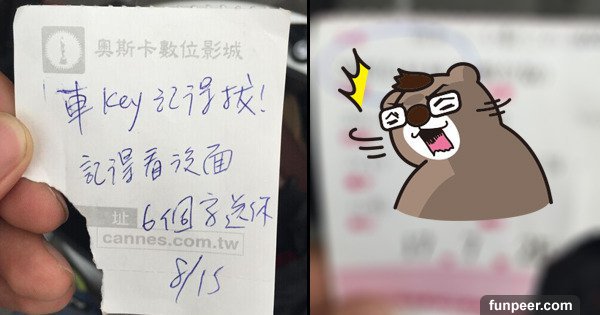 奧斯卡數位影城
車key記得拔!
記得看後面
址 6個字送你
cannes.com.tw
8/15
funpeer.com